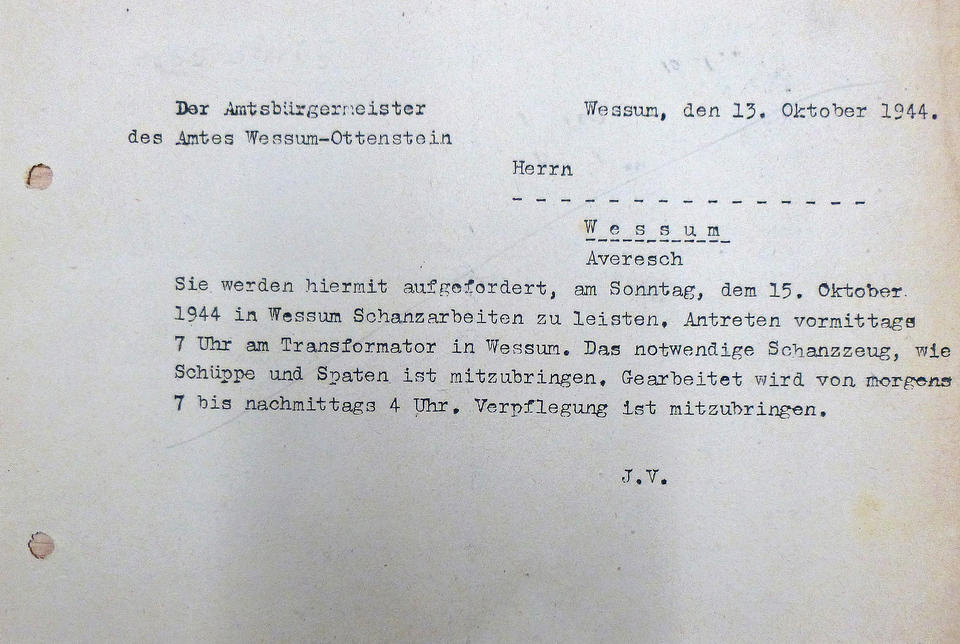 Der Amtsbürgermeister
des Amtes Wessum-Ottenstein
Wessum, den 13. Oktober 1944.
Herrn
- - - - - - - - - - - - - - -
W e s s u m
Averesch
Sie werden hiermit aufgefordert, am Sonntag, dem 15. Oktober
1944 in Wessum Schanzarbeiten zu leisten. Antreten vormittags
7 Uhr am Transformator in Wessum. Das notwendige Schanzzeug, wie
Schüppe und Spaten ist mitzubringen. Gearbeitet wird von morgens
7 bis nachmittags 4 Uhr. Verpflegung ist mitzubringen.
J.V.